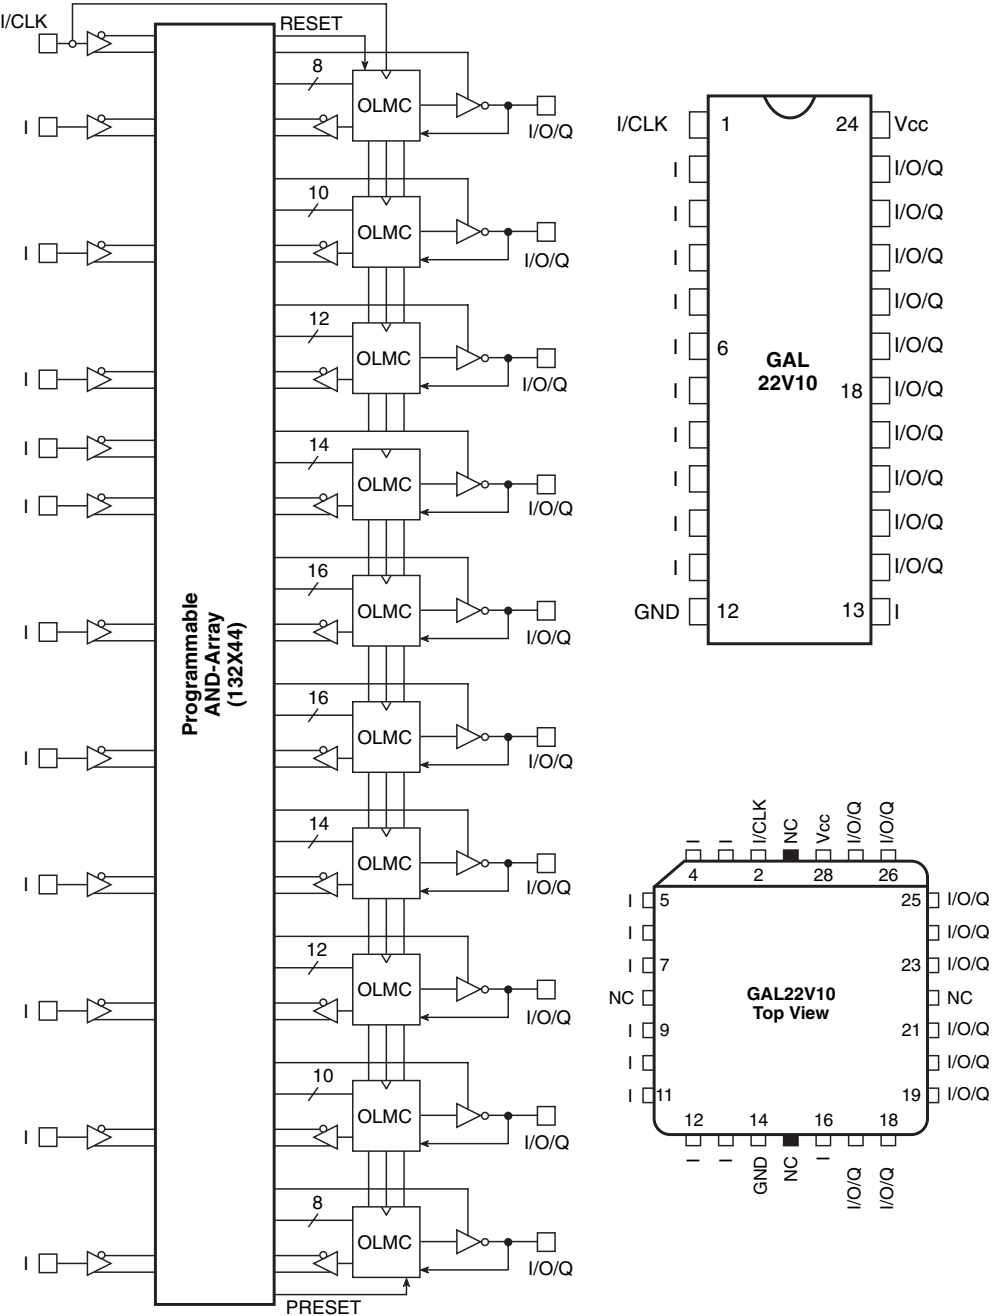 I/CLK
RESET
8
OLMC
I
I/O/Q
10
OLMC
I
I/O/Q
12
OLMC
I
I/O/Q
I
14
OLMC
I
I/O/Q
16
OLMC
I
I/O/Q
Programmable
AND-Array
(132X44)
16
OLMC
I
I/O/Q
14
OLMC
I
I/O/Q
12
OLMC
I
I/O/Q
10
OLMC
I
I/O/Q
8
OLMC
I
I/O/Q
PRESET
I/CLK 1 24 Vcc
I I/O/Q
I I/O/Q
I I/O/Q
I I/O/Q
I 6 I/O/Q
GAL
22V10
I 18 I/O/Q
I I/O/Q
I I/O/Q
I I/O/Q
I I/O/Q
GND 12 13 I
I I I/CLK NC Vcc I/O/Q I/O/Q
4 2 28 26
I 5 25 I/O/Q
I I/O/Q
I 7 23 I/O/Q
NC NC
GAL22V10
Top View
I 9 21 I/O/Q
I I/O/Q
I 11 19 I/O/Q
12 14 16 18
I I GND NC I I/O/Q I/O/Q